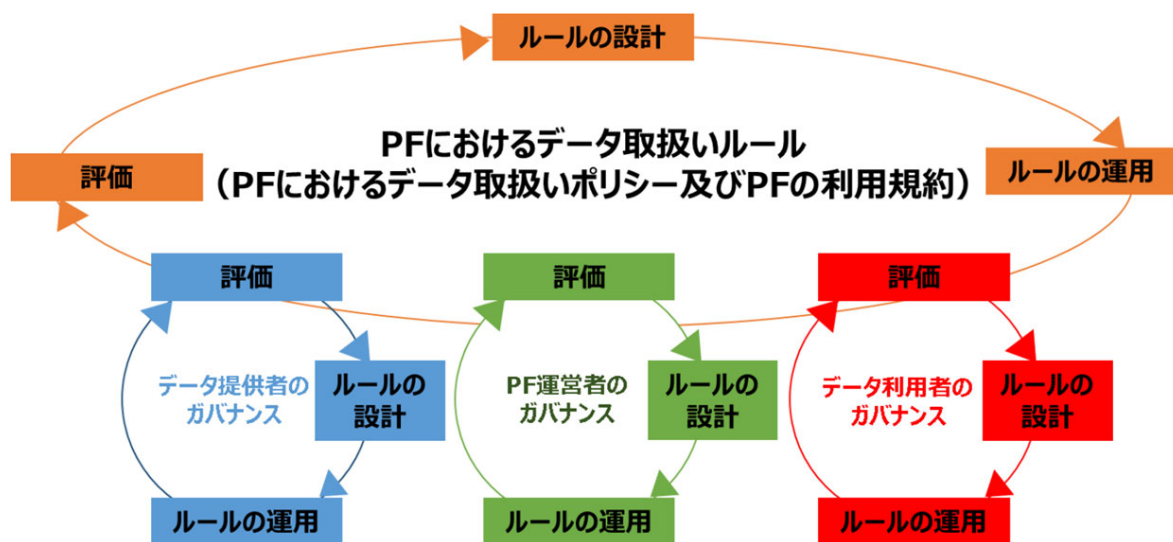 ルールの設計
PFにおけるデータ取扱いルール
（PFにおけるデータ取扱いポリシー及びPFの利用規約）
評価
ルールの運用
評価
データ提供者の
ガバナンス
ルールの
設計
ルールの運用
評価
PF運営者の
ガバナンス
ルールの
設計
ルールの運用
評価
データ利用者の
ガバナンス
ルールの
設計
ルールの運用